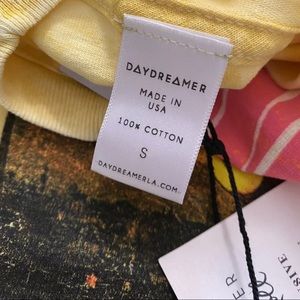 DAYDREAMER
MADE IN
USA
100% COTTON
S
DAYDREAMERLA.COM